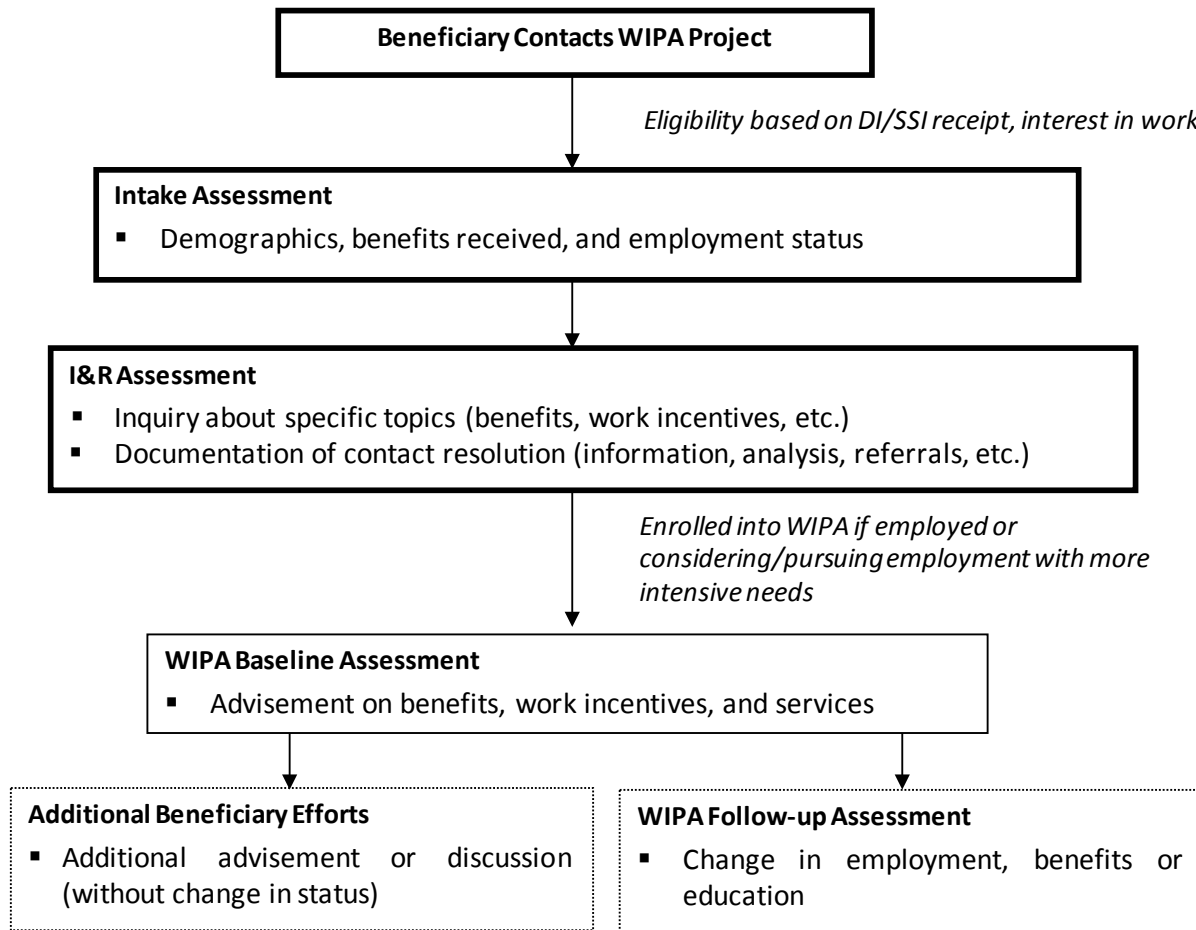 Beneficiary Contacts WIPA Project
Eligibility based on DI/SSI receipt, interest in work
Intake Assessment
▪ Demographics, benefits received, and employment status
I&R Assessment
▪ Inquiry about specific topics (benefits, work incentives, etc.)
▪ Documentation of contact resolution (information, analysis, referrals, etc.)
Enrolled into WIPA if employed or
considering/pursuing employment with more
intensive needs
WIPA Baseline Assessment
▪ Advisement on benefits, work incentives, and services
Additional Beneficiary Efforts
▪ Additional advisement or discussion
(without change in status)
WIPA Follow-up Assessment
▪ Change in employment, benefits or
education